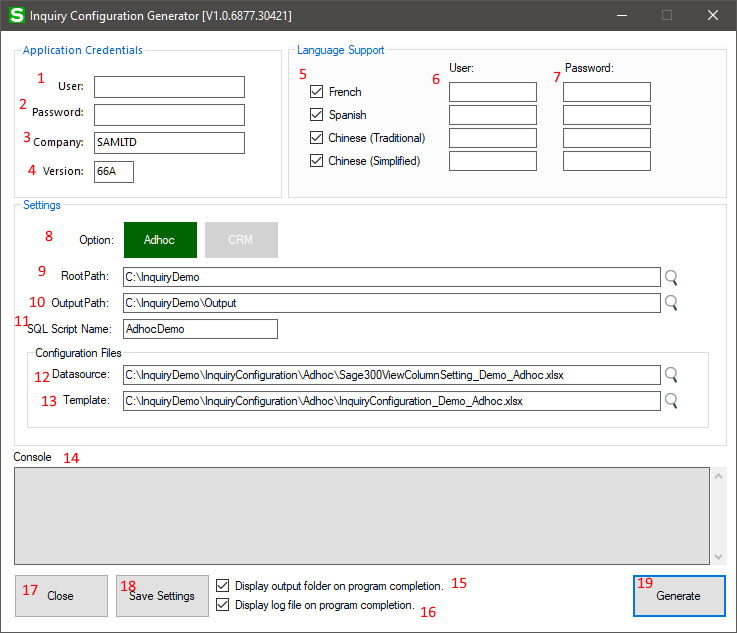 S Inquiry Configuration Generator [V1.0.6877.30421]
Application Credentials
1 User:
2 Password:
3 Company: SAMLTD
4 Version: 66A
Language Support
5 6 User: 7 Password:
French
Spanish
Chinese (Traditional)
Chinese (Simplified)
Settings
8 Option: Adhoc CRM
9 RootPath: C:\InquiryDemo
10 OutputPath: C:\InquiryDemo\Output
11 SQL Script Name: AdhocDemo
Configuration Files
12 Datasource: C:\InquiryDemo\InquiryConfiguration\Adhoc\Sage300ViewColumnSetting_Demo_Adhoc.xlsx
13 Template: C:\InquiryDemo\InquiryConfiguration\Adhoc\InquiryConfiguration_Demo_Adhoc.xlsx
Console 14
17 Close 18 Save Settings
Display output folder on program completion. 15
Display log file on program completion. 16
19 Generate